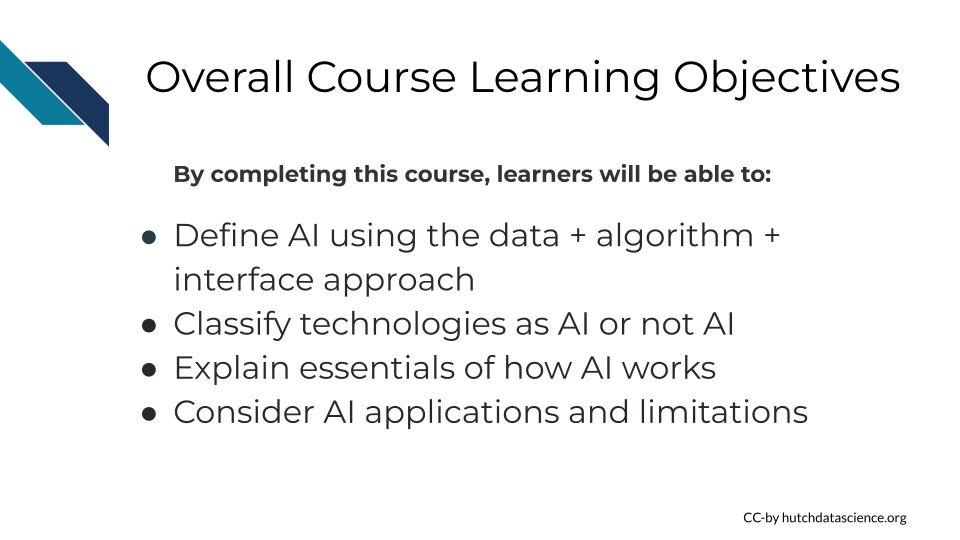 Overall Course Learning Objectives
By completing this course, learners will be able to:
● Define AI using the data + algorithm +
interface approach
● Classify technologies as AI or not AI
● Explain essentials of how AI works
● Consider AI applications and limitations
CC-by hutchdatascience.org